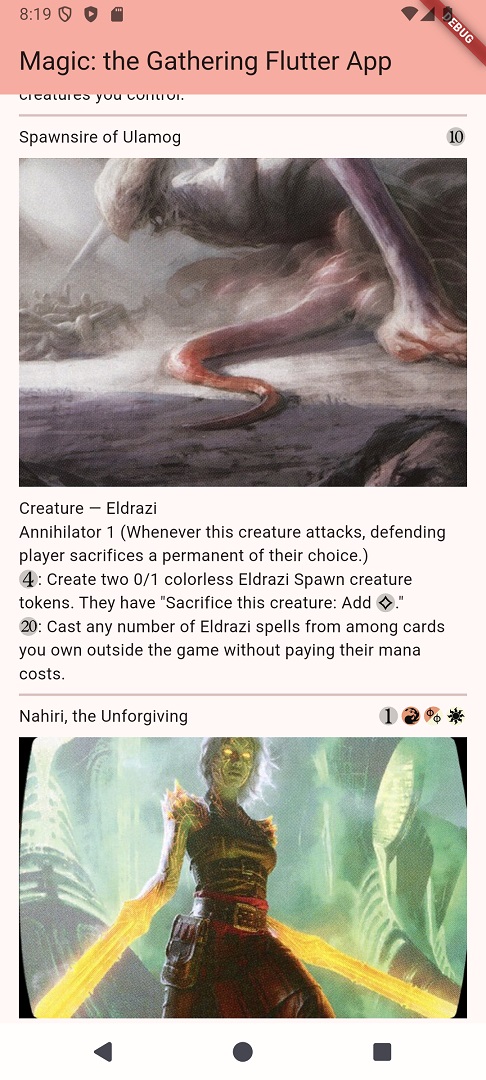 8:19
DEBUG
Magic: the Gathering Flutter App
creatures you control.
Spawnsire of Ulamog 10
Creature — Eldrazi
Annihilator 1 (Whenever this creature attacks, defending
player sacrifices a permanent of their choice.)
4: Create two 0/1 colorless Eldrazi Spawn creature
tokens. They have "Sacrifice this creature: Add ."
20: Cast any number of Eldrazi spells from among cards
you own outside the game without paying their mana
costs.
Nahiri, the Unforgiving 1